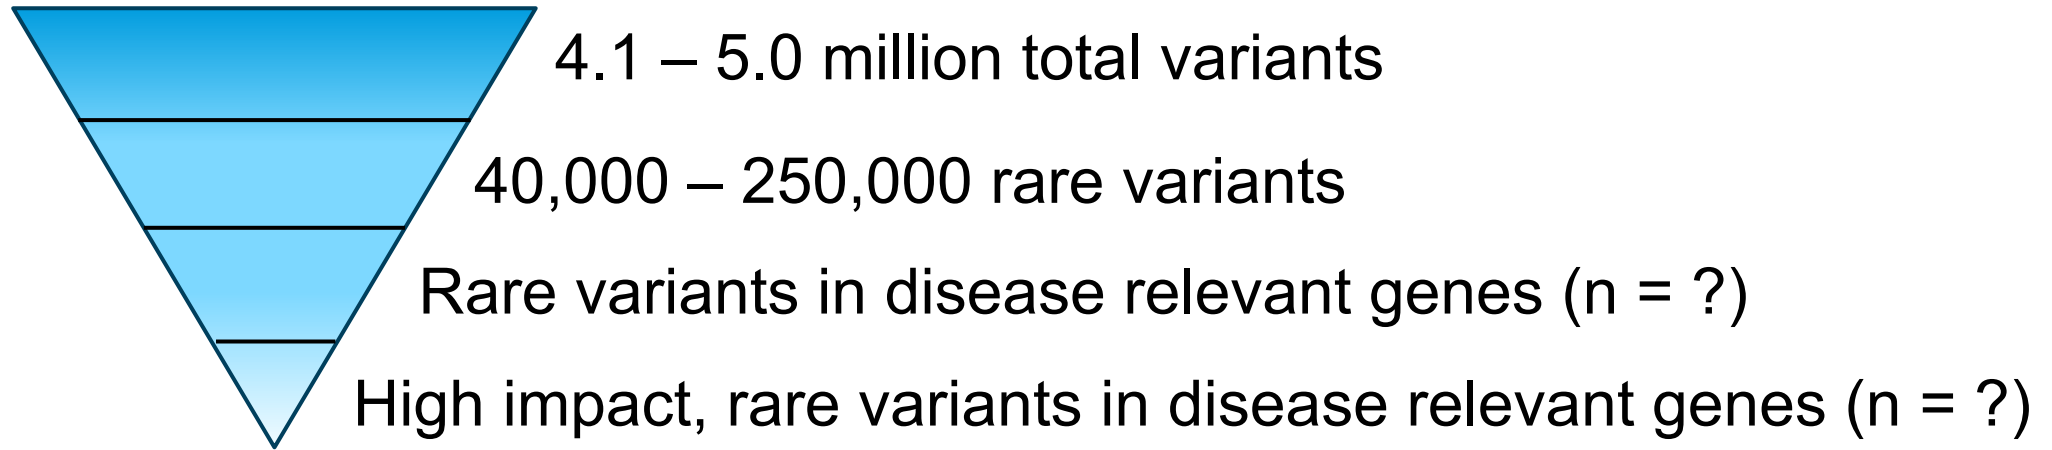 4.1 – 5.0 million total variants
40,000 – 250,000 rare variants
Rare variants in disease relevant genes (n = ?)
High impact, rare variants in disease relevant genes (n = ?)